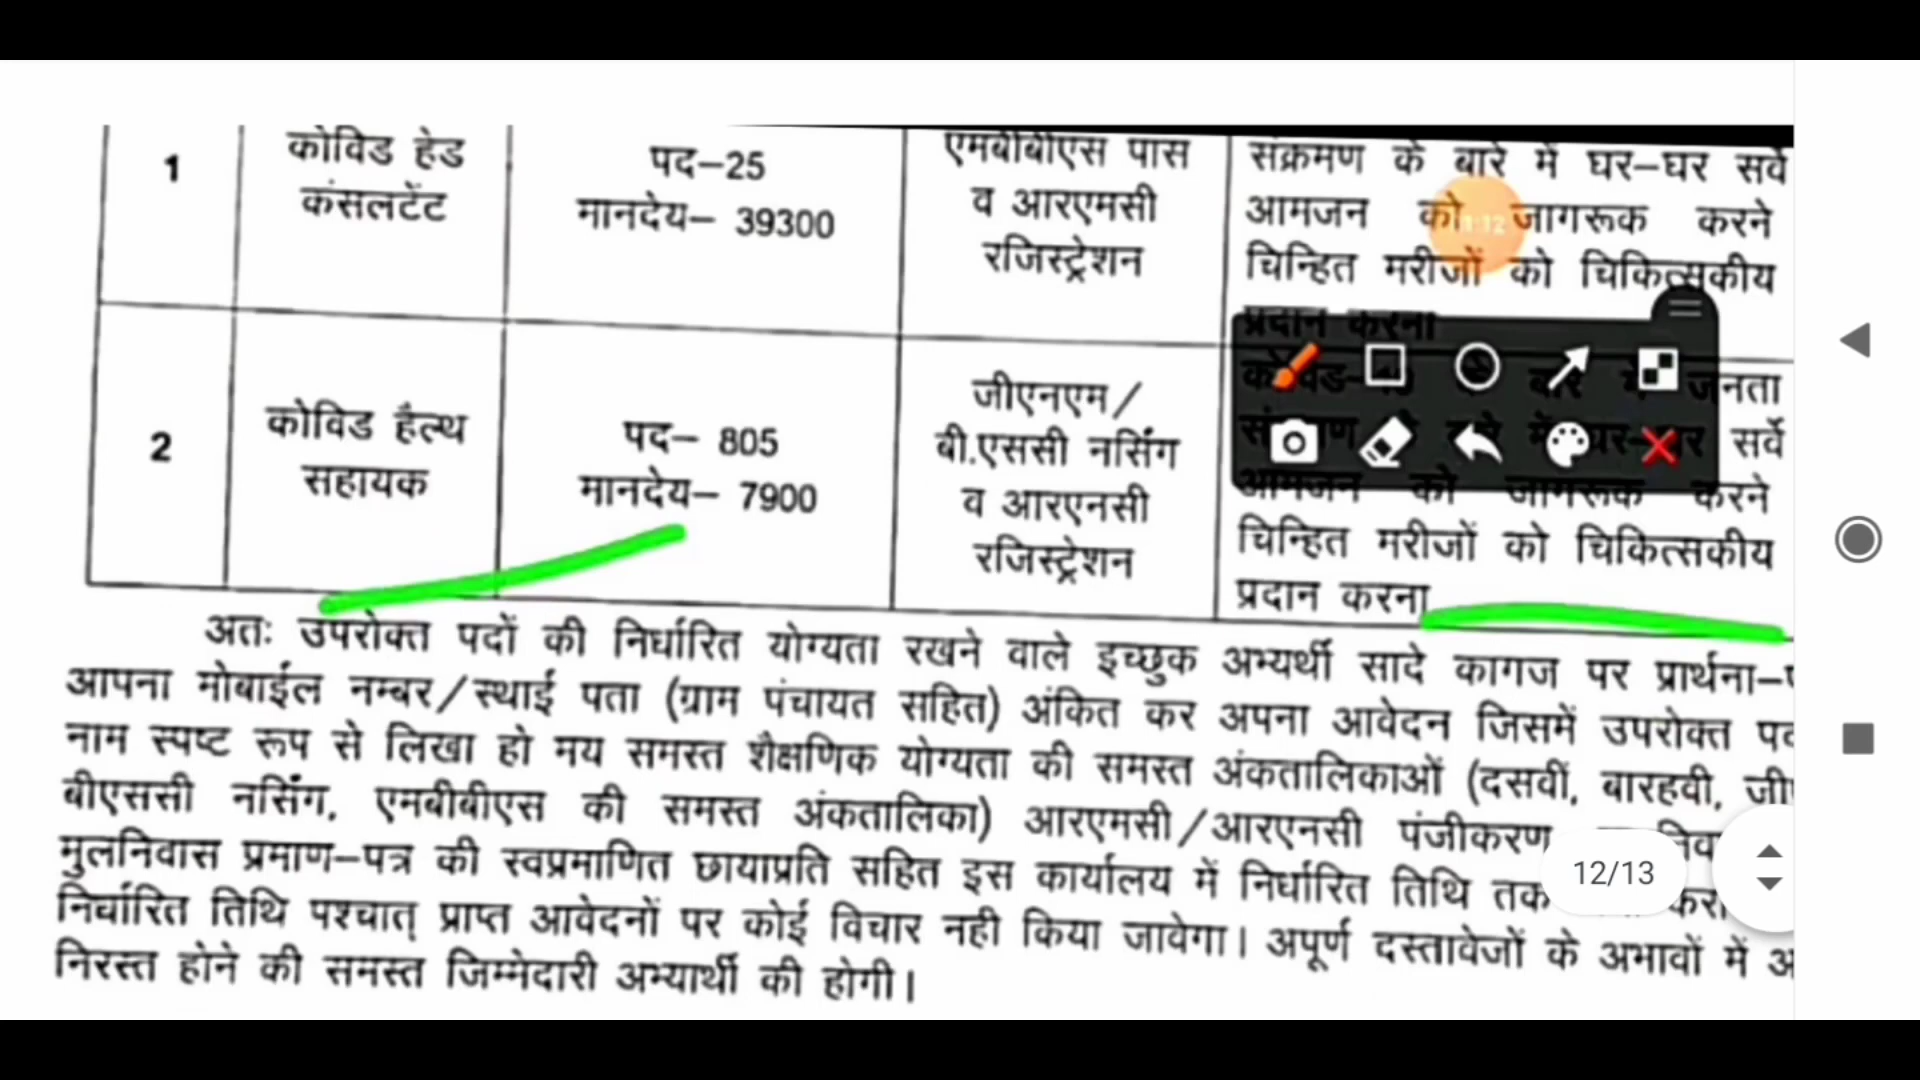 1
कोविड हेड
कंसलटेंट
पद–25
मानदेय– 39300
एमबीबीएस पास
व आरएमसी
रजिस्ट्रेशन
संक्रमण के बारे में घर–घर सर्वे
आमजन को जागरूक करने
चिन्हित मरीजों को चिकित्सकीय
प्रदान करना
2
कोविड हैल्थ
सहायक
पद– 805
मानदेय– 7900
जीएनएम/
बी.एससी नर्सिंग
व आरएनसी
रजिस्ट्रेशन
जनता
सर्वे
आमजन को जागरूक करने
चिन्हित मरीजों को चिकित्सकीय
प्रदान करना
अतः उपरोक्त पदों की निर्धारित योग्यता रखने वाले इच्छुक अभ्यर्थी सादे कागज पर प्रार्थना–
आपना मोबाईल नम्बर/स्थाई पता (ग्राम पंचायत सहित) अंकित कर अपना आवेदन जिसमें उपरोक्त
नाम स्पष्ट रूप से लिखा हो मय समस्त शैक्षणिक योग्यता की समस्त अंकतालिकाओं (दसवीं, बारहवी,
बीएससी नर्सिंग, एमबीबीएस की समस्त अंकतालिका) आरएमसी/आरएनसी पंजीकरण
मुलनिवास प्रमाण–पत्र की स्वप्रमाणित छायाप्रति सहित इस कार्यालय में निर्धारित तिथि तक
निर्धारित तिथि पश्चात् प्राप्त आवेदनों पर कोई विचार नही किया जावेगा। अपूर्ण दस्तावेजों के अभावों में
निरस्त होने की समस्त जिम्मेदारी अभ्यार्थी की होगी।
12/13